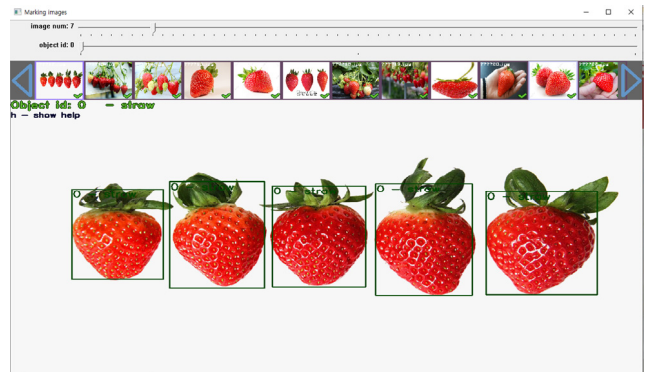 Marking images
image num: 7
object id: 0
Object id: 0 – straw
h – show help
0 – straw
0 – straw
0 – straw
0 – straw
0 – straw